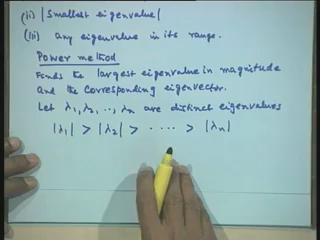 (ii) |Smallest eigenvalue|
(iii) any eigenvalue in its range.
Power method
Finds the largest eigenvalue in magnitude
and the corresponding eigenvector.
Let λ1, λ2, .., λn are distinct eigenvalues
|λ1| > |λ2| > ..... > |λn|